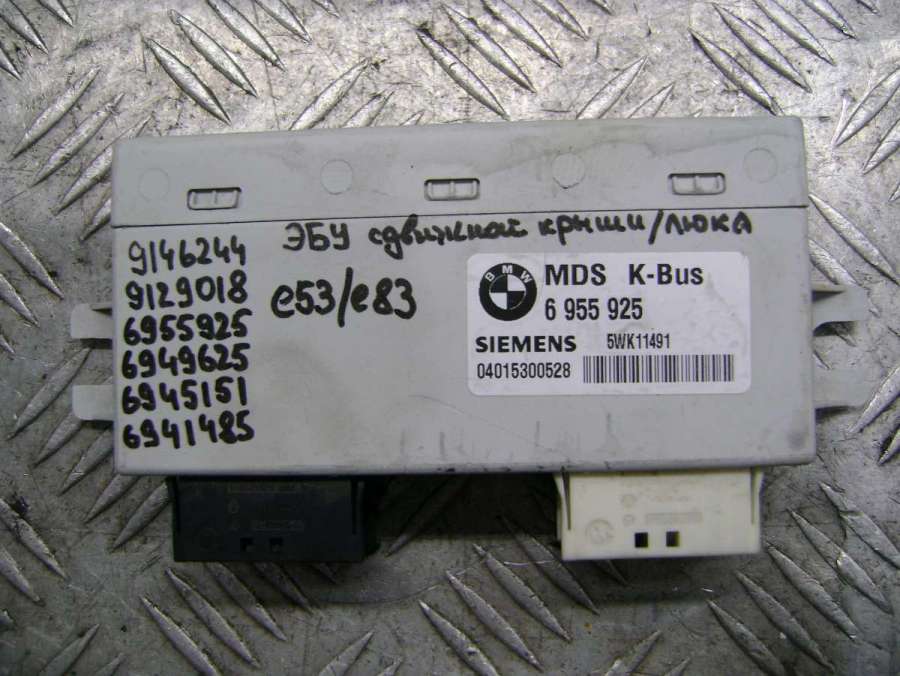 ЭБУ сдвижной крыши/люка
e53/e83
9146244
9129018
6955925
6949625
6945151
6941485
BMW
MDS K-Bus
6 955 925
SIEMENS 5WK11491
04015300528